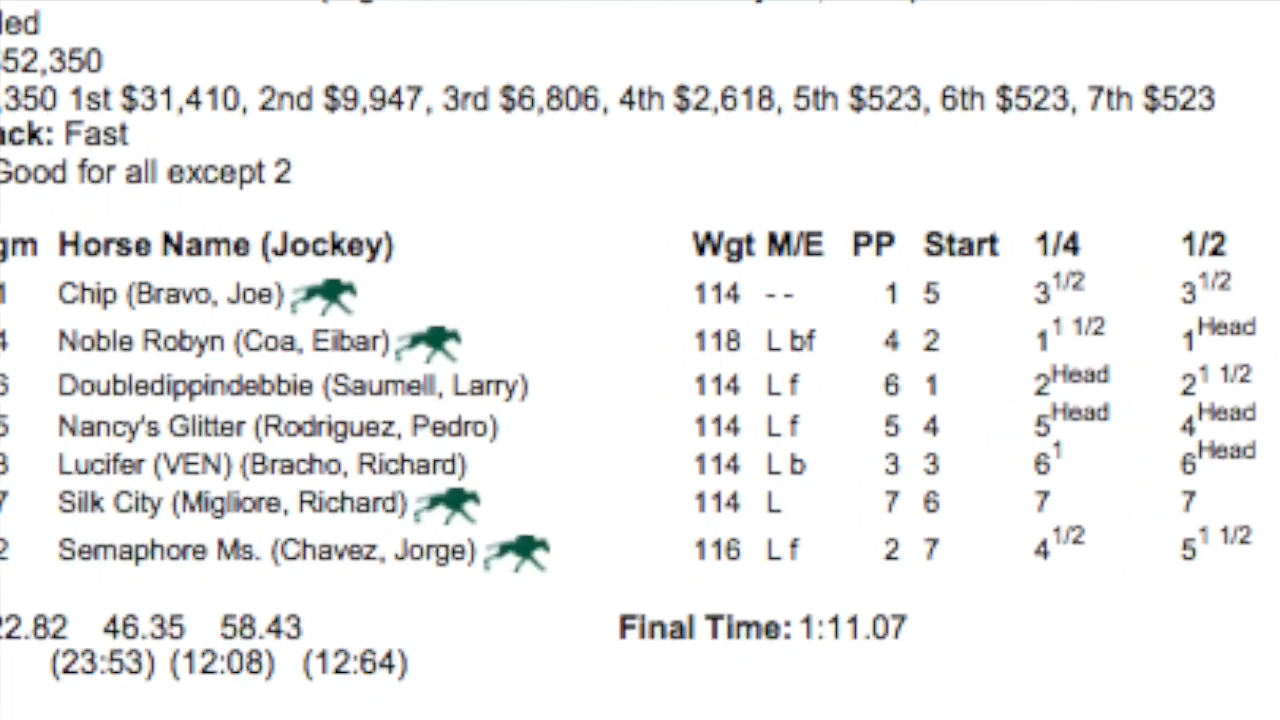 led
$52,350
,350 1st $31,410, 2nd $9,947, 3rd $6,806, 4th $2,618, 5th $523, 6th $523, 7th $523
ack: Fast
Good for all except 2
gm Horse Name (Jockey) Wgt M/E PP Start 1/4 1/2
1 Chip (Bravo, Joe) 114 - - 1 5 3 1/2 3 1/2
4 Noble Robyn (Coa, Eibar) 118 L bf 4 2 1 1 1/2 1 Head
6 Doubledippindebbie (Saumell, Larry) 114 L f 6 1 2 Head 2 1 1/2
5 Nancy's Glitter (Rodriguez, Pedro) 114 L f 5 4 5 Head 4 Head
3 Lucifer (VEN) (Bracho, Richard) 114 L b 3 3 6 1 6 Head
7 Silk City (Migliore, Richard) 114 L 7 6 7 7
2 Semaphore Ms. (Chavez, Jorge) 116 L f 2 7 4 1/2 5 1 1/2
22.82 46.35 58.43 Final Time: 1:11.07
(23:53) (12:08) (12:64)